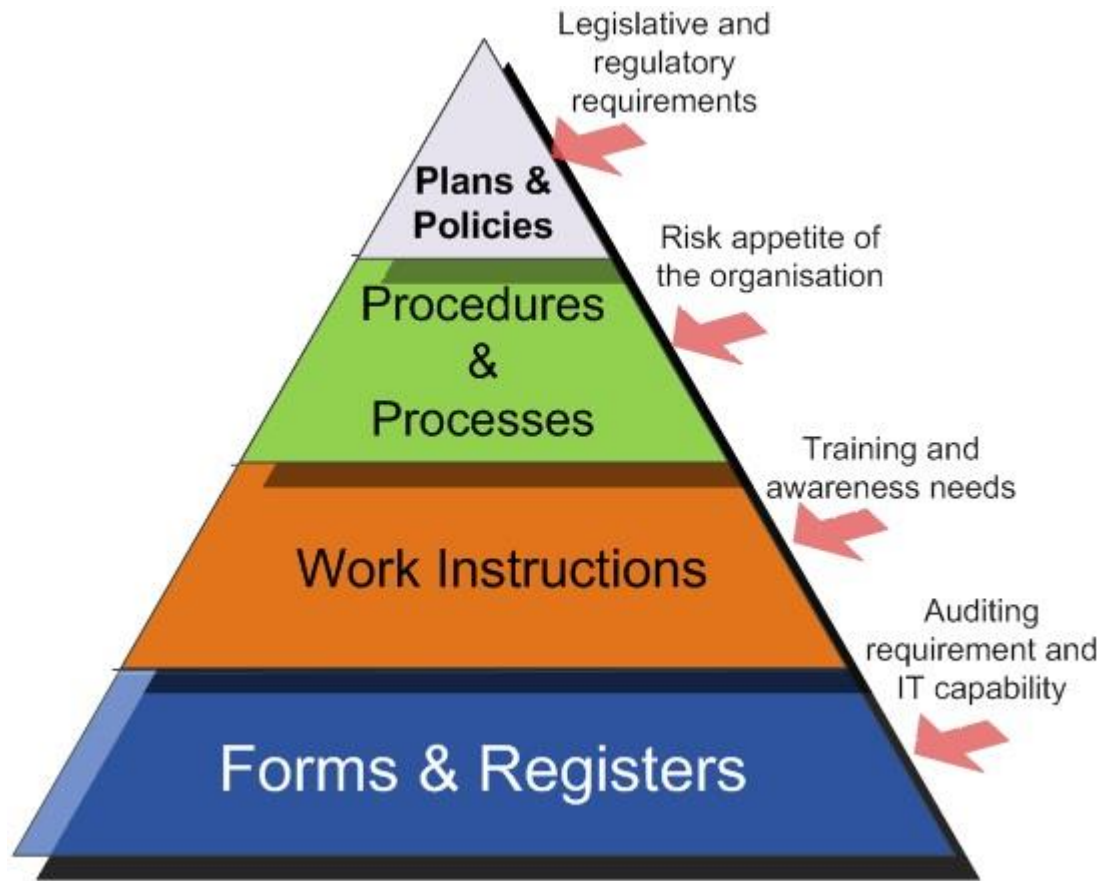 Legislative and
regulatory
requirements
Plans &
Policies
Risk appetite of
the organisation
Procedures
&
Processes
Training and
awareness needs
Work Instructions
Auditing
requirement and
IT capability
Forms & Registers